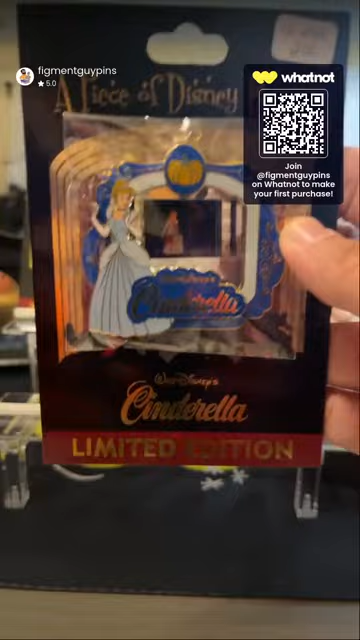 figmentguypins
★ 5.0
whatnot
Join
@figmentguypins
on Whatnot to make
your first purchase!
A Piece of Disney
Cinderella
Walt Disney's
Cinderella
LIMITED EDITION